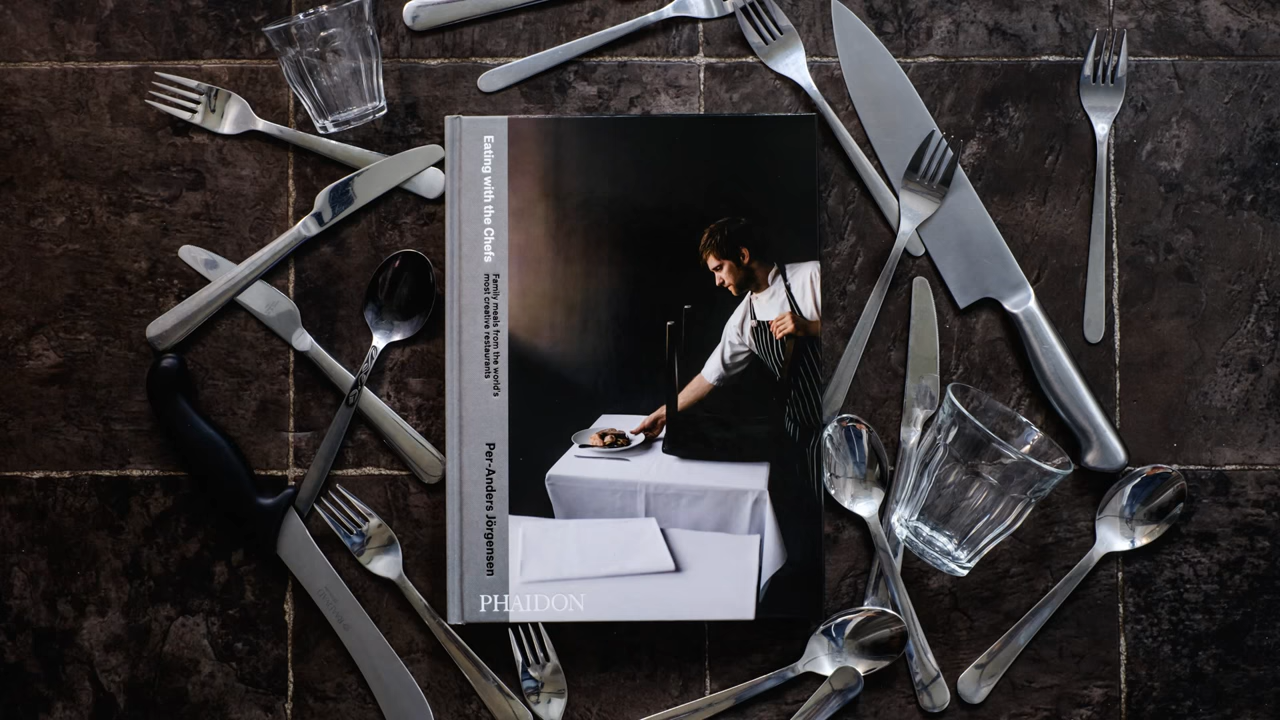 Eating with the Chefs
Family meals from the world's
most creative restaurants
Per-Anders Jörgensen
PHAIDON